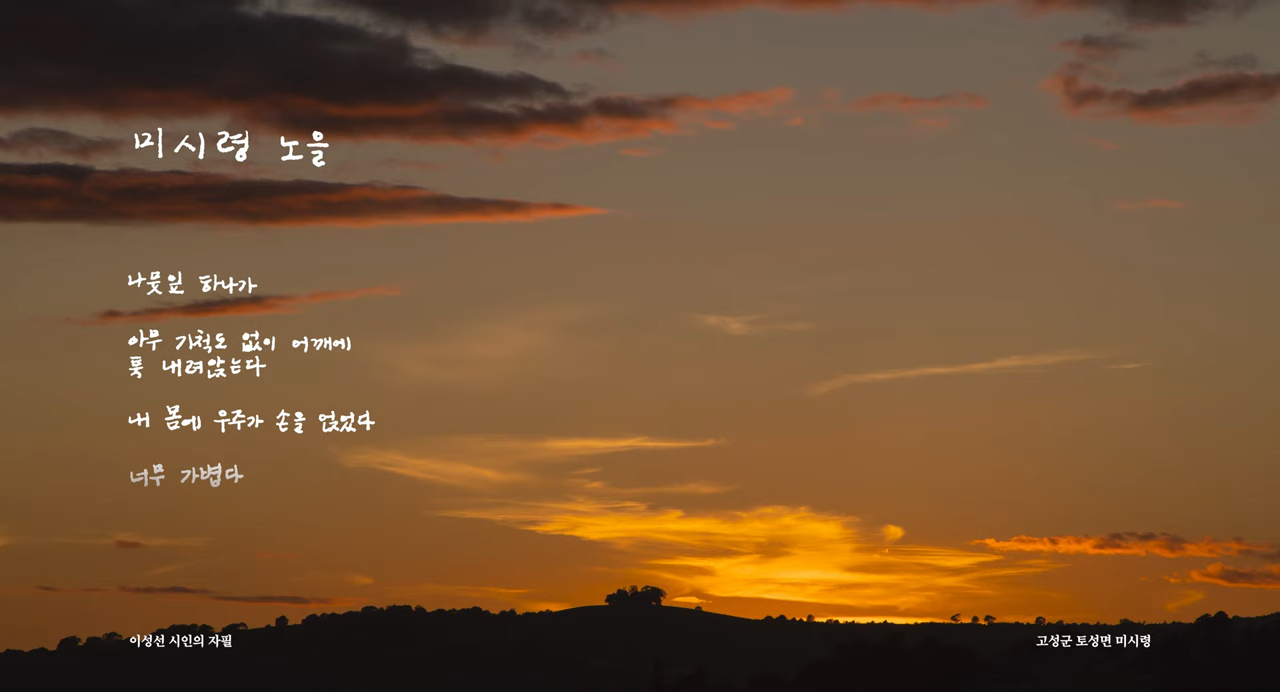 미시령 노을
나뭇잎 하나가
아무 기척도 없이 어깨에
툭 내려앉는다
내 몸에 우주가 손을 얹었다
너무 가볍다
이성선 시인의 자필
고성군 토성면 미시령